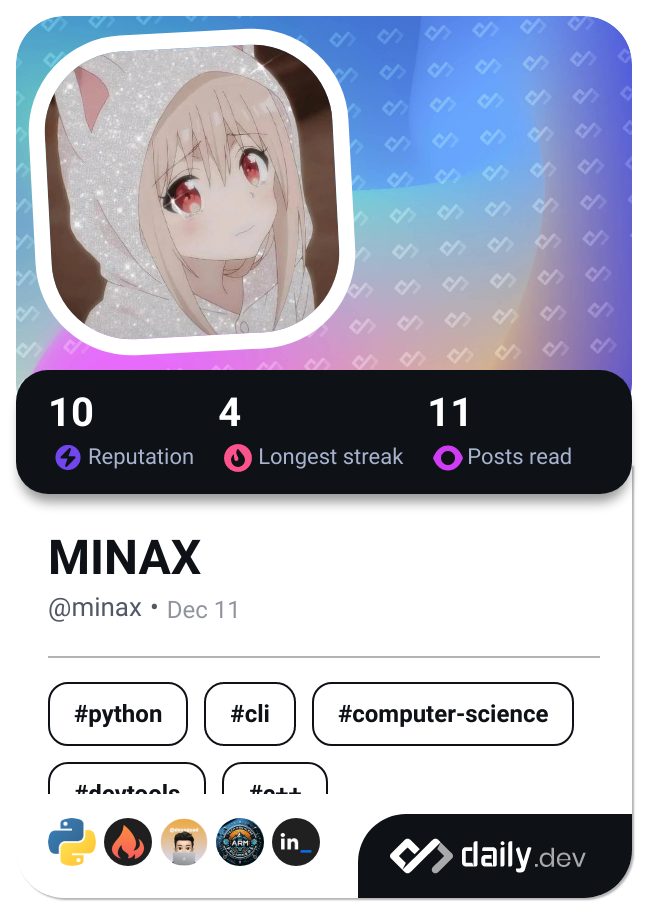 10 4 11
Reputation Longest streak Posts read
MINAX
@minax • Dec 11
#python #cli #computer-science
#devtools #c++
ARM in_ daily.dev